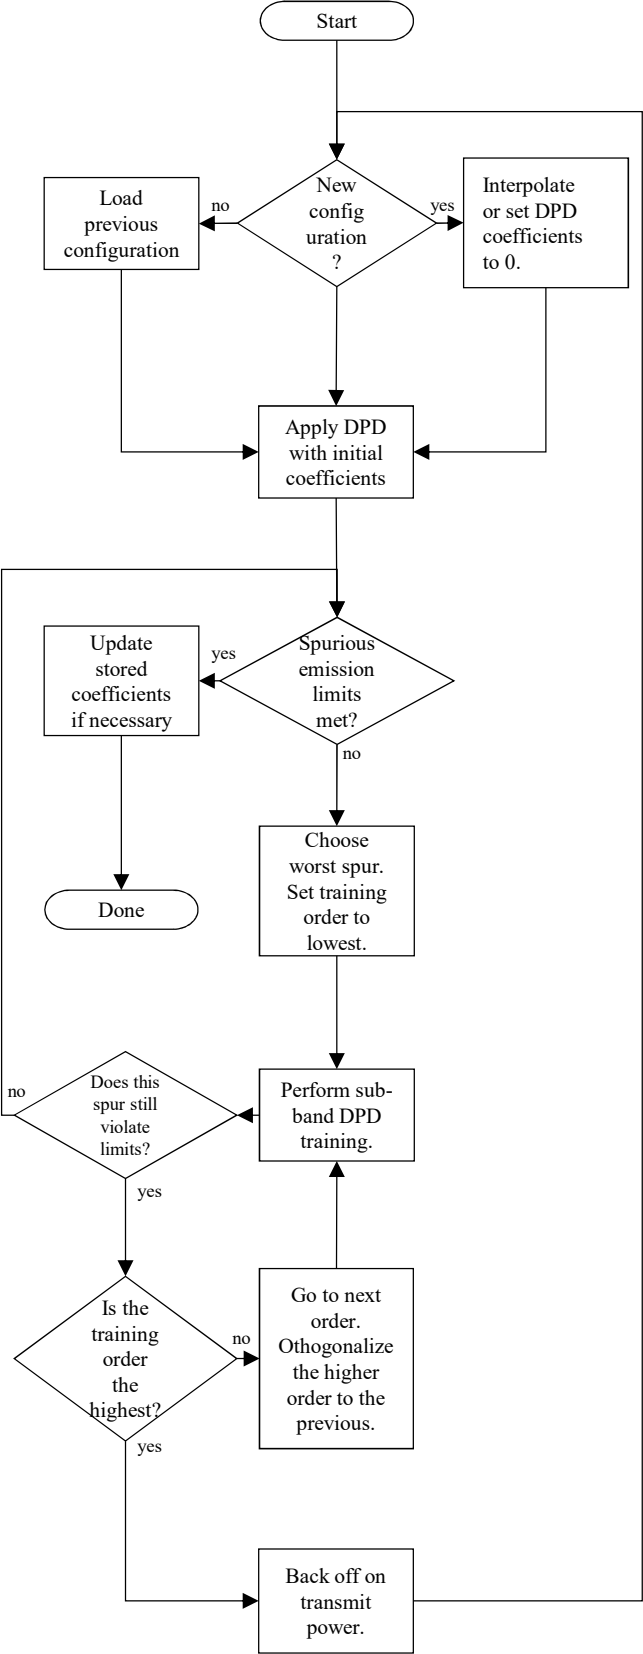 Start
New
config
uration
?
no
yes
Load
previous
configuration
Interpolate
or set DPD
coefficients
to 0.
Apply DPD
with initial
coefficients
Spurious
emission
limits
met?
yes
no
Update
stored
coefficients
if necessary
Done
Choose
worst spur.
Set training
order to
lowest.
Perform sub-
band DPD
training.
Does this
spur still
violate
limits?
no
yes
Is the
training
order
the
highest?
no
yes
Go to next
order.
Othogonalize
the higher
order to the
previous.
Back off on
transmit
power.